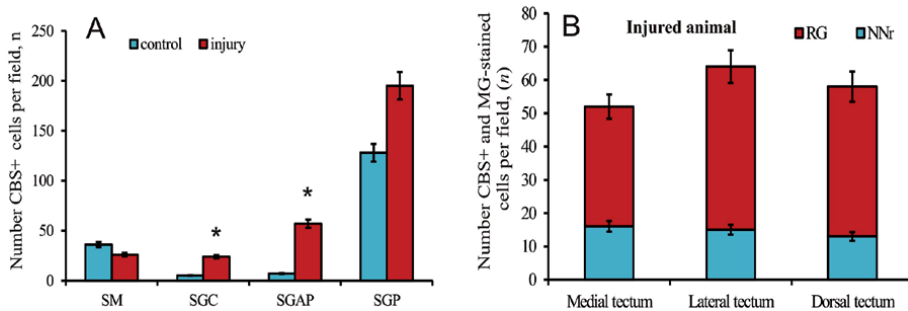 A
control injury
Number CBS+ cells per field, n
250
200
150
100
50
0
*
*
SM SGC SGAP SGP
B
Injured animal
RG NNr
Number CBS+ and MG-stained
cells per field, (n)
80
70
60
50
40
30
20
10
0
Medial tectum Lateral tectum Dorsal tectum